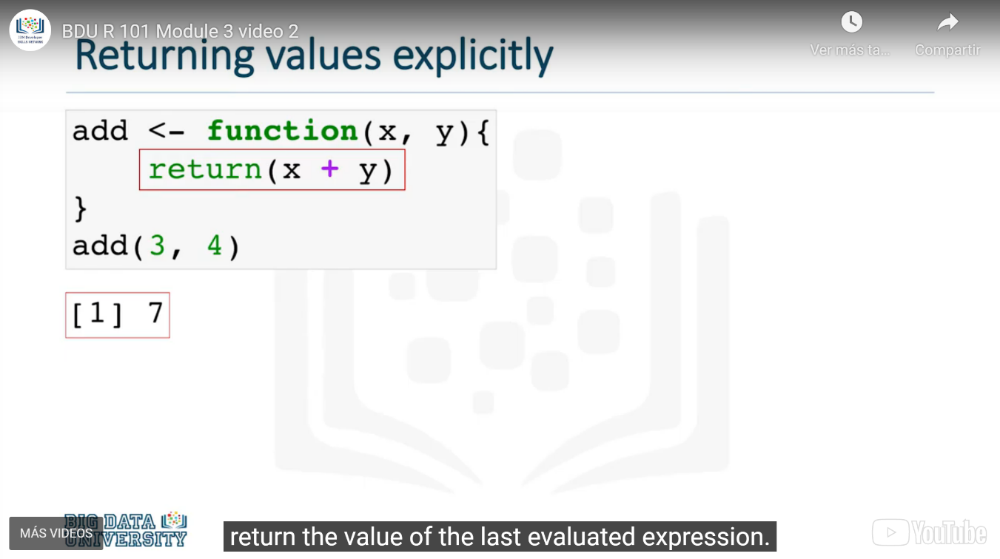 BDU R 101 Module 3 video 2
Ver más ta...
Compartir
Returning values explicitly
add <- function(x, y){
return(x + y)
}
add(3, 4)
[1] 7
BIG DATA
UNIVERSITY
MÁS VIDEOS
return the value of the last evaluated expression.
YouTube